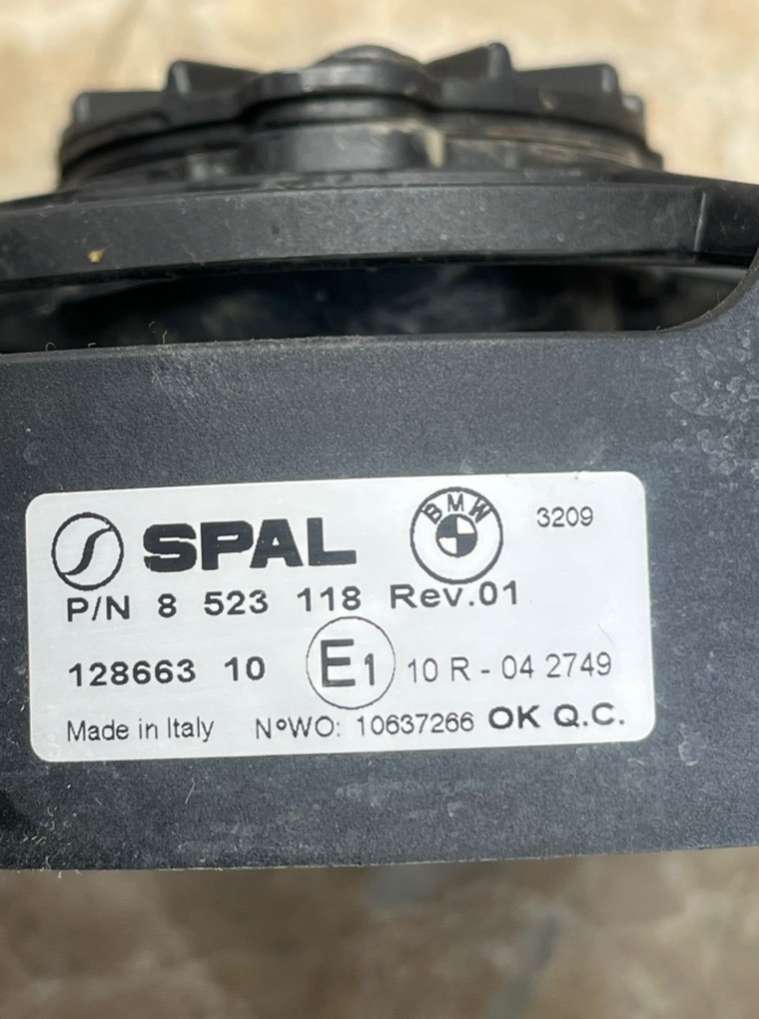 SPAL BMW 3209
P/N 8 523 118 Rev.01
128663 10 E1 10 R - 04 2749
Made in Italy N°WO: 10637266 OK Q.C.